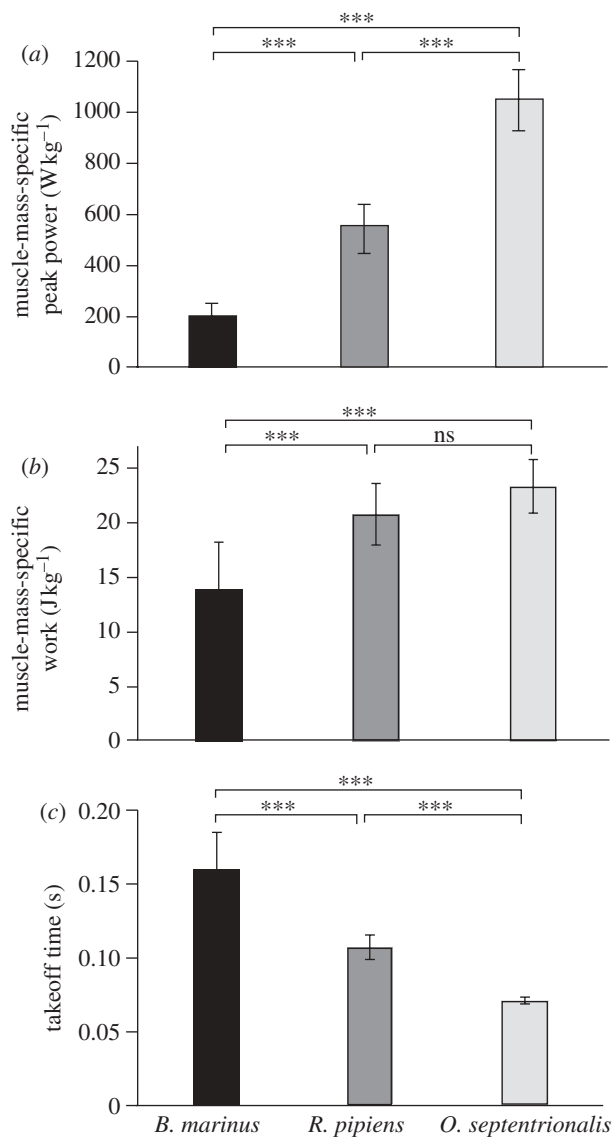 (a)
***
***
***
muscle-mass-specific
peak power (W kg⁻¹)
1200
1000
800
600
400
200
0
(b)
***
***
ns
muscle-mass-specific
work (J kg⁻¹)
25
20
15
10
5
0
(c)
***
***
***
takeoff time (s)
0.20
0.15
0.10
0.05
0
B. marinus R. pipiens O. septentrionalis